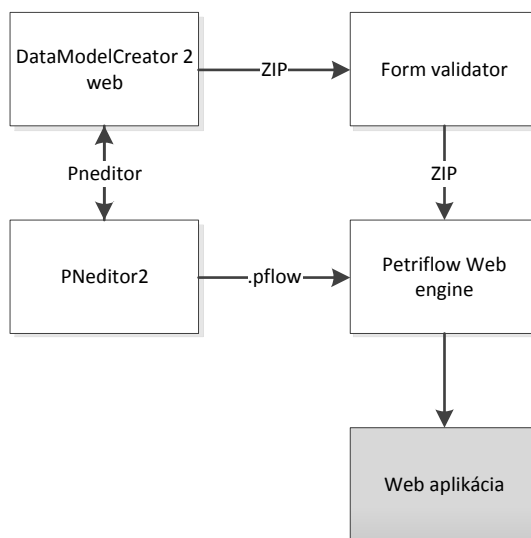 DataModelCreator 2
web
ZIP
Form validator
Pneditor
ZIP
PNeditor2
.pflow
Petriflow Web
engine
Web aplikácia